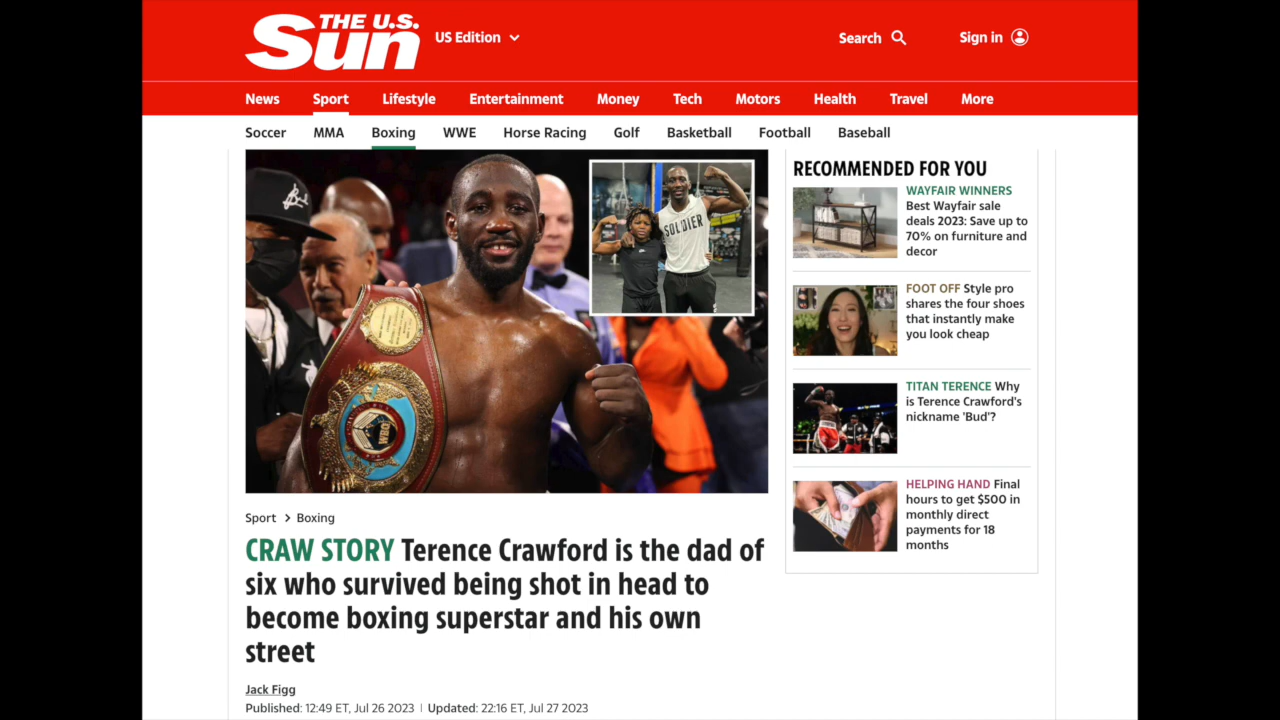 THE U.S.
Sun
US Edition
Search
Sign in
News Sport Lifestyle Entertainment Money Tech Motors Health Travel More
Soccer MMA Boxing WWE Horse Racing Golf Basketball Football Baseball
SOLDIER
WBO
Sport > Boxing
CRAW STORY Terence Crawford is the dad of
six who survived being shot in head to
become boxing superstar and his own
street
Jack Figg
Published: 12:49 ET, Jul 26 2023 | Updated: 22:16 ET, Jul 27 2023
RECOMMENDED FOR YOU
WAYFAIR WINNERS
Best Wayfair sale
deals 2023: Save up to
70% on furniture and
decor
FOOT OFF Style pro
shares the four shoes
that instantly make
you look cheap
TITAN TERENCE Why
is Terence Crawford's
nickname 'Bud'?
HELPING HAND Final
hours to get $500 in
monthly direct
payments for 18
months